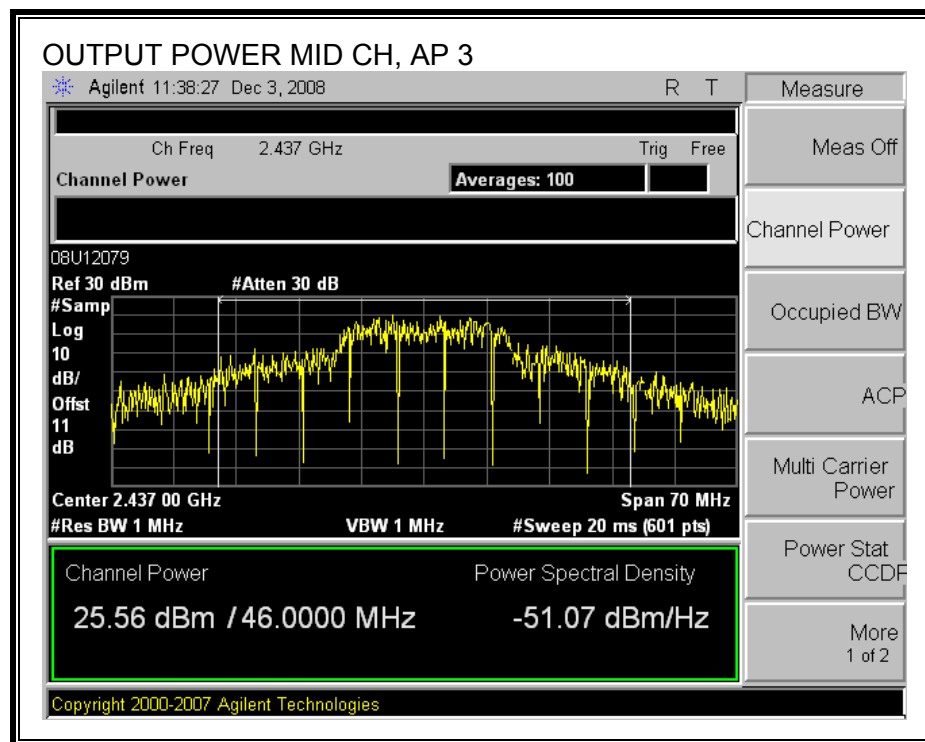 OUTPUT POWER MID CH, AP 3
Agilent 11:38:27 Dec 3, 2008 R T
Measure
Ch Freq 2.437 GHz Trig Free
Meas Off
Channel Power Averages: 100
Channel Power
08U12079
Ref 30 dBm #Atten 30 dB
#Samp
Log
10
dB/
Offst
11
dB
Occupied BW
ACP
Multi Carrier
Power
Center 2.437 00 GHz Span 70 MHz
#Res BW 1 MHz VBW 1 MHz #Sweep 20 ms (601 pts)
Power Stat
CCDF
Channel Power Power Spectral Density
25.56 dBm / 46.0000 MHz -51.07 dBm/Hz
More
1 of 2
Copyright 2000-2007 Agilent Technologies